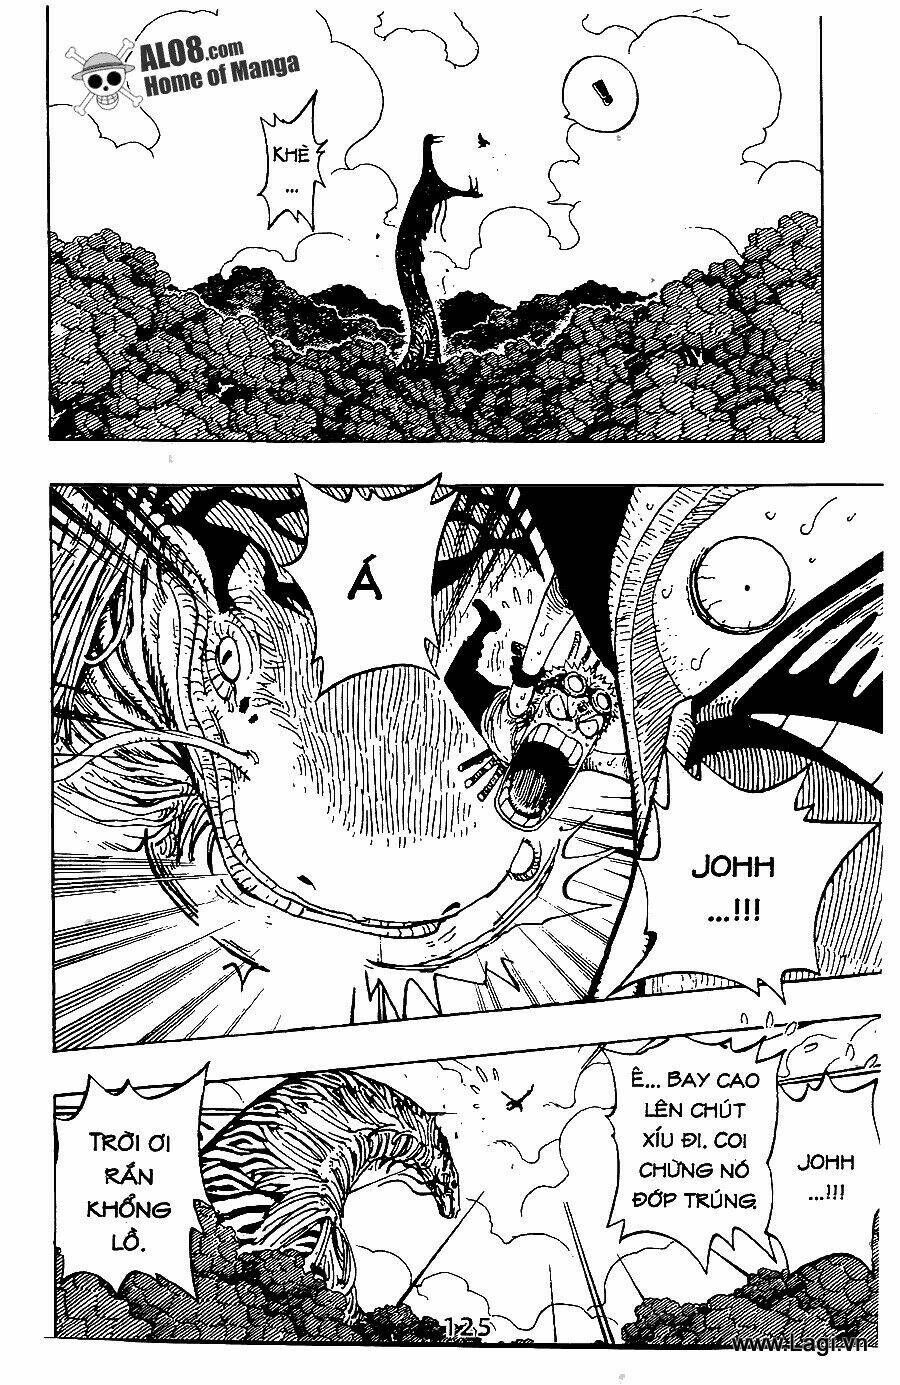 AL08.com
Home of Manga
!
KHÈ
...
Á
JOHH
...!!!
Ê... BAY CAO
LÊN CHÚT
XÍU ĐI. COI
CHỪNG NÓ
ĐỚP TRÚNG.
JOHH
...!!!
TRỜI ƠI
RẮN
KHỔNG
LỒ.
125
www.Lagi.vn